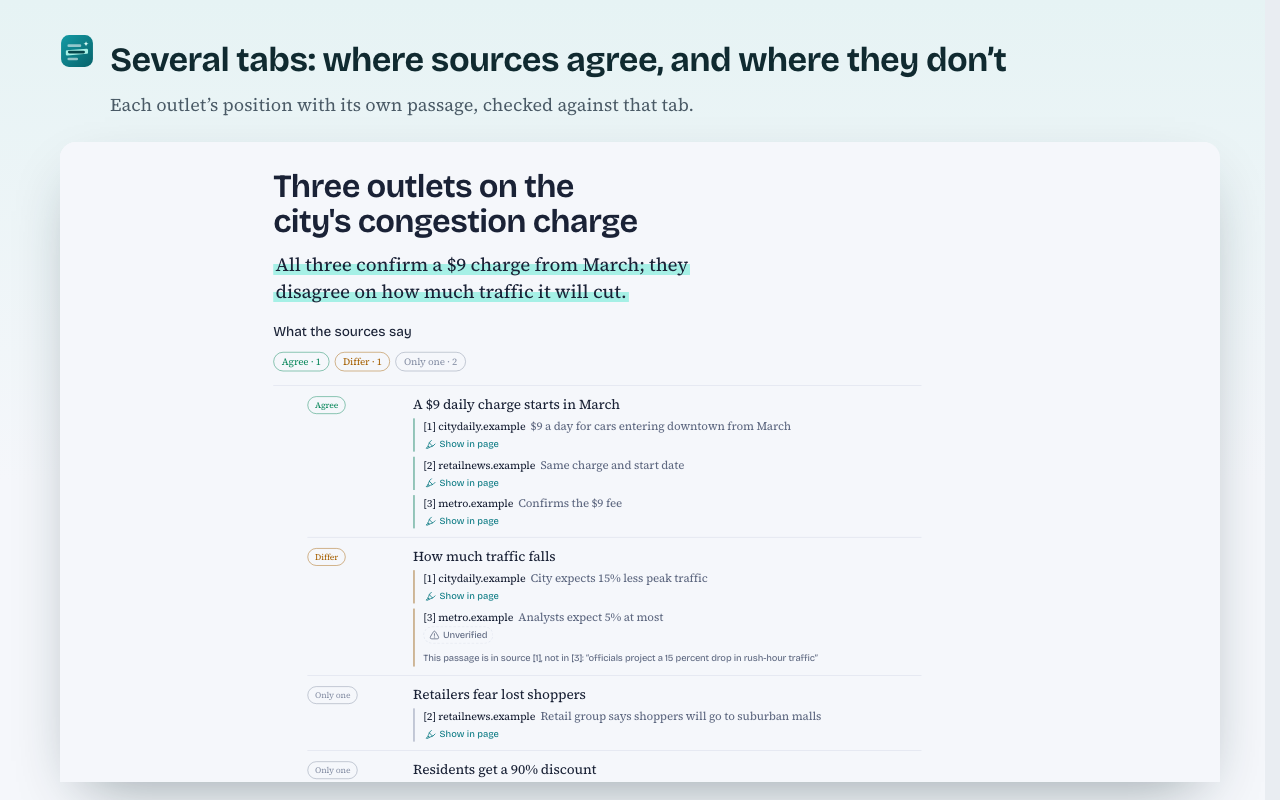 Several tabs: where sources agree, and where they don’t
Each outlet’s position with its own passage, checked against that tab.
Three outlets on the
city's congestion charge
All three confirm a $9 charge from March; they
disagree on how much traffic it will cut.
What the sources say
Agree · 1 Differ · 1 Only one · 2
Agree A $9 daily charge starts in March
[1] citydaily.example $9 a day for cars entering downtown from March
Show in page
[2] retailnews.example Same charge and start date
Show in page
[3] metro.example Confirms the $9 fee
Show in page
Differ How much traffic falls
[1] citydaily.example City expects 15% less peak traffic
Show in page
[3] metro.example Analysts expect 5% at most
Unverified
This passage is in source [1], not in [3]: "officials project a 15 percent drop in rush-hour traffic"
Only one Retailers fear lost shoppers
[2] retailnews.example Retail group says shoppers will go to suburban malls
Show in page
Only one Residents get a 90% discount